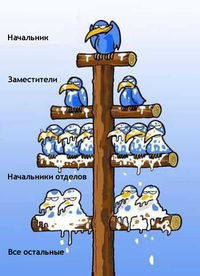 Начальник
Заместители
Начальники отделов
Все остальные